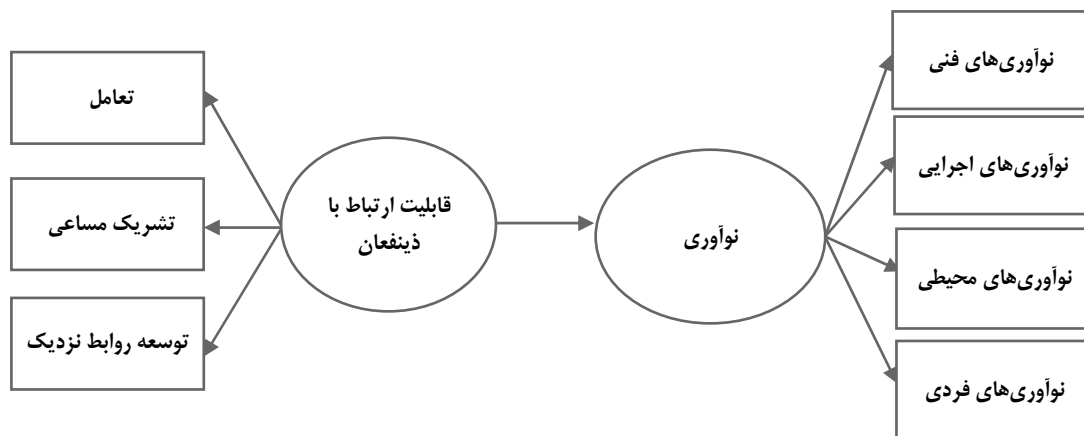 تعامل
تشریک مساعی
توسعه روابط نزدیک
قابلیت ارتباط با
ذینفعان
نوآوری
نوآوری‌های فنی
نوآوری‌های اجرایی
نوآوری‌های محیطی
نوآوری‌های فردی